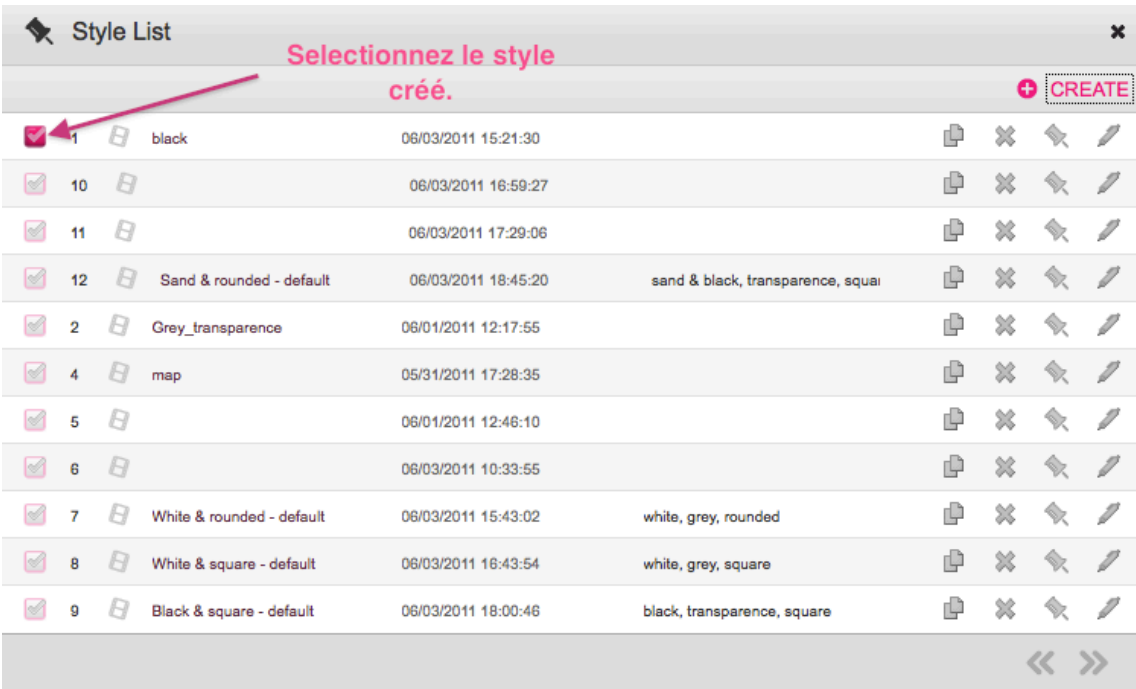 Style List
Selectionnez le style
créé.
CREATE
1 black 06/03/2011 15:21:30
10 06/03/2011 16:59:27
11 06/03/2011 17:29:06
12 Sand & rounded - default 06/03/2011 18:45:20 sand & black, transparence, squar
2 Grey_transparence 06/01/2011 12:17:55
4 map 05/31/2011 17:28:35
5 06/01/2011 12:46:10
6 06/03/2011 10:33:55
7 White & rounded - default 06/03/2011 15:43:02 white, grey, rounded
8 White & square - default 06/03/2011 16:43:54 white, grey, square
9 Black & square - default 06/03/2011 18:00:46 black, transparence, square